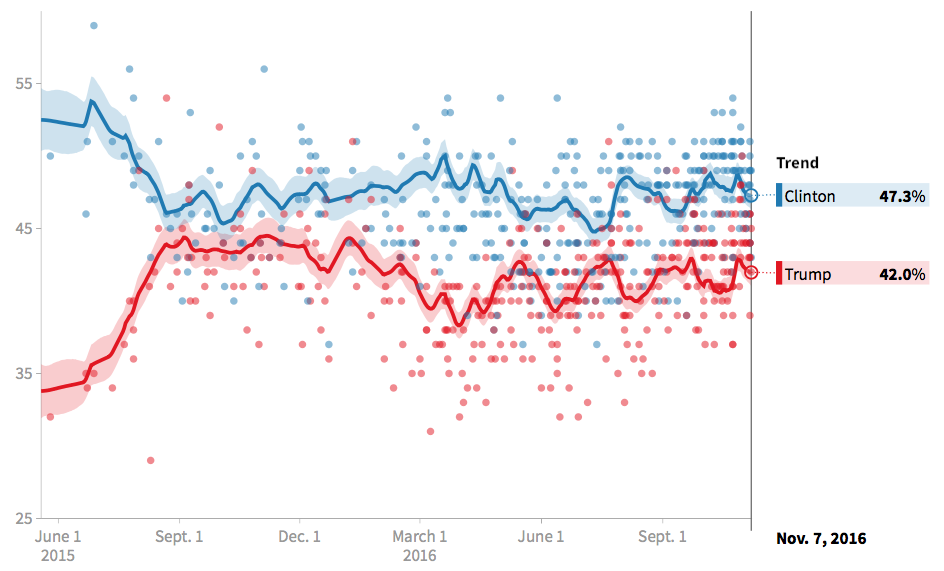 55
45
35
25
June 1
2015
Sept. 1
Dec. 1
March 1
2016
June 1
Sept. 1
Trend
Clinton 47.3%
Trump 42.0%
Nov. 7, 2016